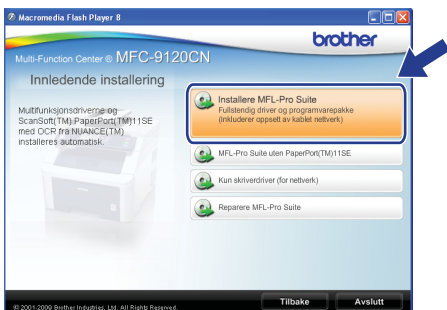 Macromedia Flash Player 8
brother
Multi-Function Center ® MFC-9120CN
Innledende installering
Multifunksjonsdriverne og
ScanSoft(TM) PaperPort(TM)11SE
med OCR fra NUANCE(TM)
installeres automatisk.
Installere MFL-Pro Suite
Fullstendig driver og programvarepakke
(Inkluderer oppsett av kablet nettverk)
MFL-Pro Suite uten PaperPort(TM)11SE
Kun skriverdriver (for nettverk)
Reparere MFL-Pro Suite
© 2001-2009 Brother Industries, Ltd. All Rights Reserved.
Tilbake
Avslutt